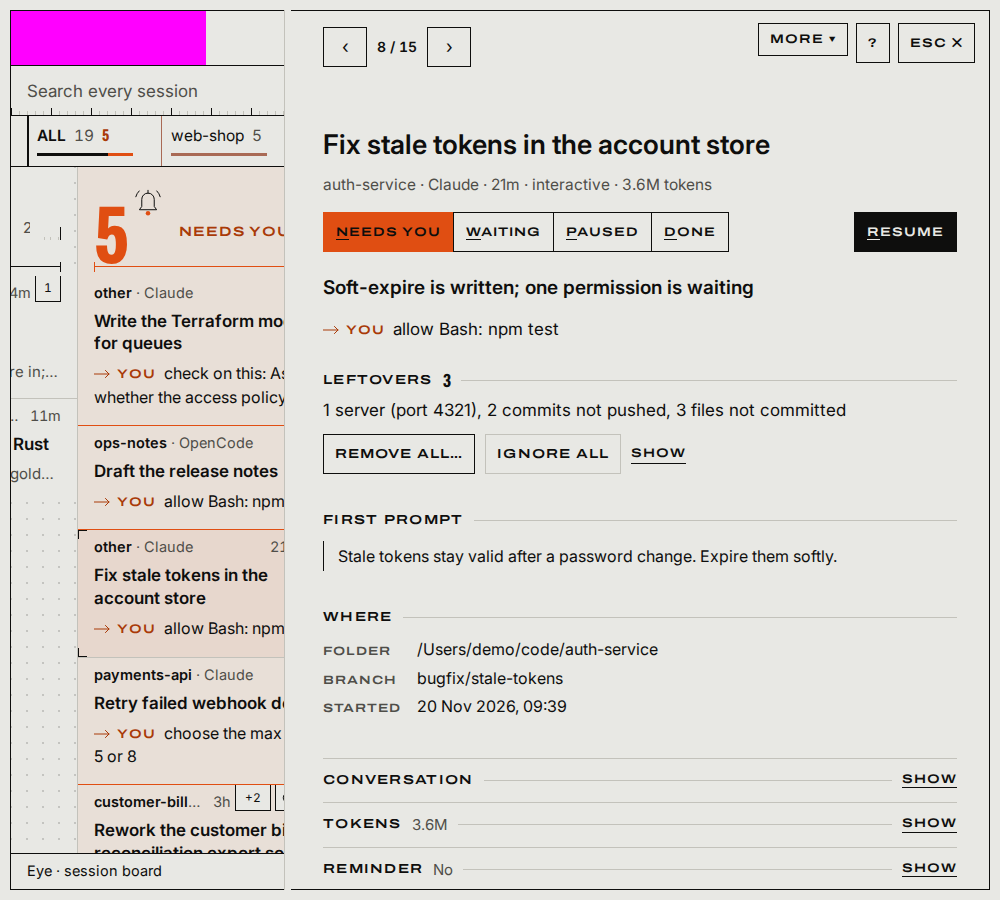 Search every session
ALL 19 5
web-shop 5
5
NEEDS YOU
4m 1
re in;...
11m
Rust
gold...
other · Claude
Write the Terraform
for queues
→ YOU check on this:
whether the access policy
ops-notes · OpenCode
Draft the release notes
→ YOU allow Bash: npm
other · Claude 21
Fix stale tokens in the
account store
→ YOU allow Bash: npm
payments-api · Claude
Retry failed webhook
→ YOU choose the max
5 or 8
customer-bill... 3h +2
Rework the customer
Eye · session board
‹ 8 / 15 ›
MORE ▾
?
ESC ✕
Fix stale tokens in the account store
auth-service · Claude · 21m · interactive · 3.6M tokens
NEEDS YOU WAITING PAUSED DONE
RESUME
Soft-expire is written; one permission is waiting
→ YOU allow Bash: npm test
LEFTOVERS 3
1 server (port 4321), 2 commits not pushed, 3 files not committed
REMOVE ALL... IGNORE ALL SHOW
FIRST PROMPT
Stale tokens stay valid after a password change. Expire them softly.
WHERE
FOLDER /Users/demo/code/auth-service
BRANCH bugfix/stale-tokens
STARTED 20 Nov 2026, 09:39
CONVERSATION SHOW
TOKENS 3.6M SHOW
REMINDER No SHOW